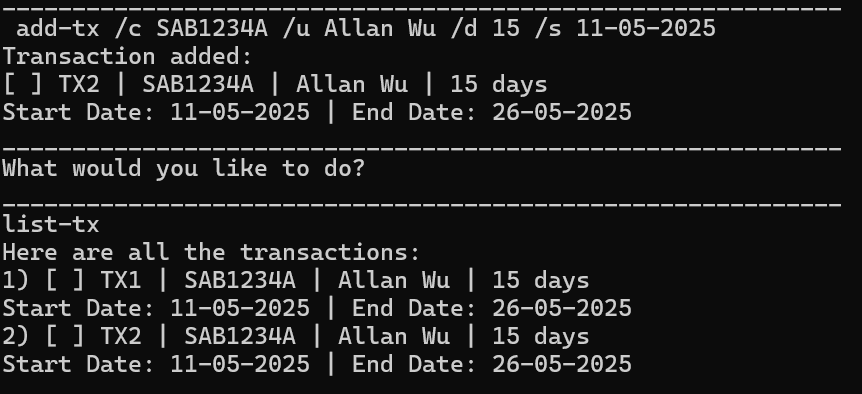 ____________________________________________________________
 add-tx /c SAB1234A /u Allan Wu /d 15 /s 11-05-2025
Transaction added:
[ ] TX2 | SAB1234A | Allan Wu | 15 days
Start Date: 11-05-2025 | End Date: 26-05-2025
____________________________________________________________
What would you like to do?
____________________________________________________________
list-tx
Here are all the transactions:
1) [ ] TX1 | SAB1234A | Allan Wu | 15 days
Start Date: 11-05-2025 | End Date: 26-05-2025
2) [ ] TX2 | SAB1234A | Allan Wu | 15 days
Start Date: 11-05-2025 | End Date: 26-05-2025